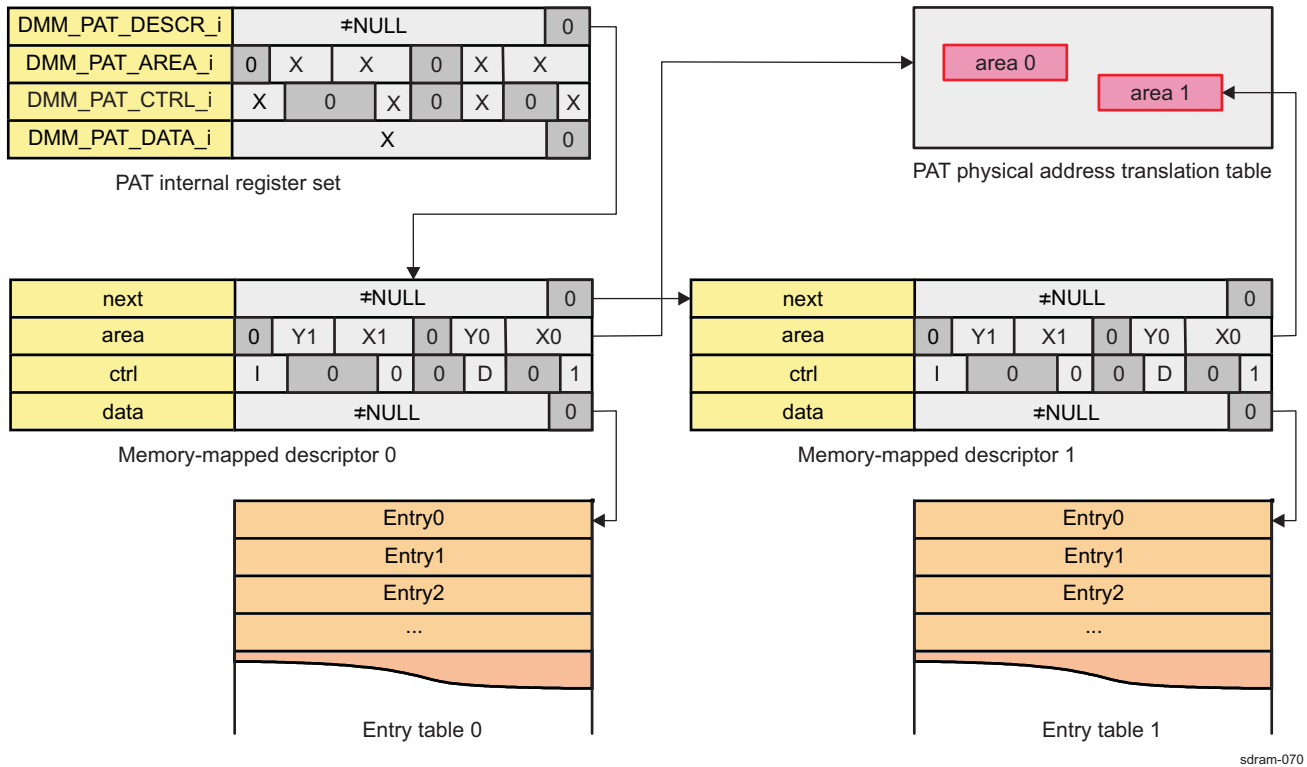 DMM_PAT_DESCR_i ≠NULL 0
DMM_PAT_AREA_i 0 X X 0 X X
DMM_PAT_CTRL_i X 0 X 0 X 0 X
DMM_PAT_DATA_i X 0
PAT internal register set
area 0
area 1
PAT physical address translation table
next ≠NULL 0
area 0 Y1 X1 0 Y0 X0
ctrl I 0 0 0 D 0 1
data ≠NULL 0
Memory-mapped descriptor 0
next ≠NULL 0
area 0 Y1 X1 0 Y0 X0
ctrl I 0 0 0 D 0 1
data ≠NULL 0
Memory-mapped descriptor 1
Entry0
Entry1
Entry2
...
Entry table 0
Entry0
Entry1
Entry2
...
Entry table 1
sdram-070